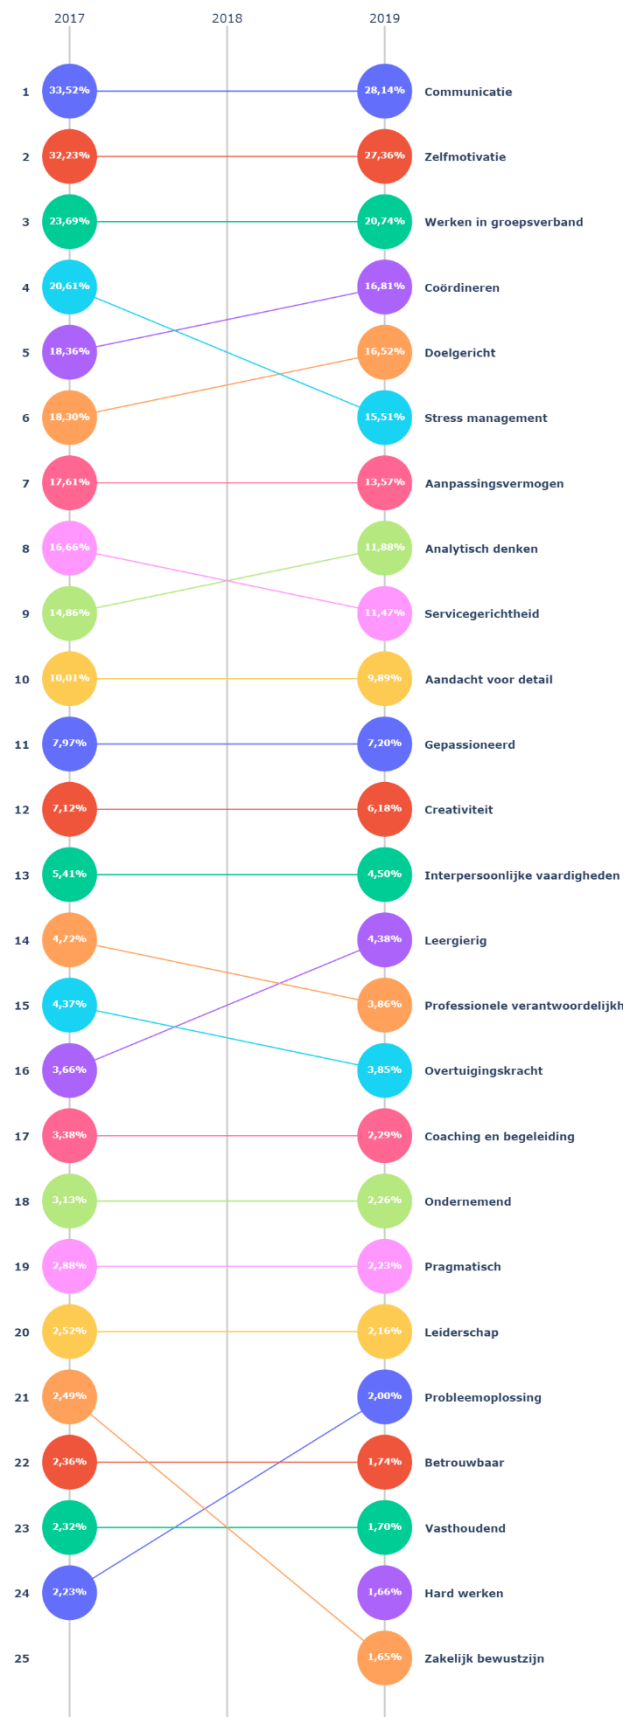 2017 2018 2019
1 33,52% 28,14% Communicatie
2 32,23% 27,36% Zelfmotivatie
3 23,69% 20,74% Werken in groepsverband
4 20,61% 16,81% Coördineren
5 18,36% 16,52% Doelgericht
6 18,30% 15,51% Stress management
7 17,61% 13,57% Aanpassingsvermogen
8 16,66% 11,88% Analytisch denken
9 14,86% 11,47% Servicegerichtheid
10 10,01% 9,89% Aandacht voor detail
11 7,97% 7,20% Gepassioneerd
12 7,12% 6,18% Creativiteit
13 5,41% 4,50% Interpersoonlijke vaardigheden
14 4,72% 4,38% Leergierig
15 4,37% 3,86% Professionele verantwoordelijkh
16 3,66% 3,85% Overtuigingskracht
17 3,38% 2,29% Coaching en begeleiding
18 3,13% 2,26% Ondernemend
19 2,88% 2,23% Pragmatisch
20 2,52% 2,16% Leiderschap
21 2,49% 2,00% Probleemoplossing
22 2,36% 1,74% Betrouwbaar
23 2,32% 1,70% Vasthoudend
24 2,23% 1,66% Hard werken
25 1,65% Zakelijk bewustzijn